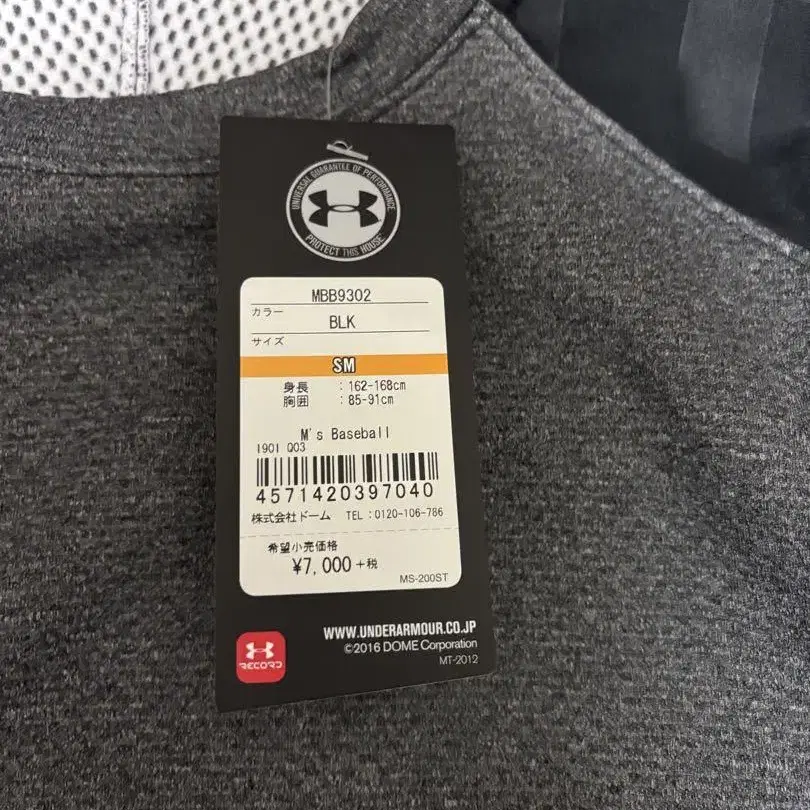 UNIVERSAL GUARANTEE OF PERFORMANCE
PROTECT THIS HOUSE
MBB9302
カラー
BLK
サイズ
SM
身長 : 162-168cm
胸囲 : 85-91cm
M's Baseball
1901 Q03
4571420397040
株式会社ドーム TEL:0120-106-786
希望小売価格
¥7,000+税
MS-200ST
WWW.UNDERARMOUR.CO.JP
©2016 DOME Corporation
MT-2012
RECORD